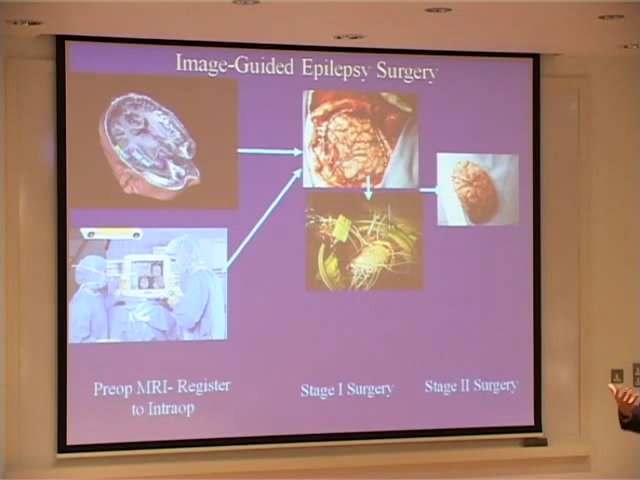 Image-Guided Epilepsy Surgery
Preop MRI- Register
to Intraop
Stage I Surgery
Stage II Surgery